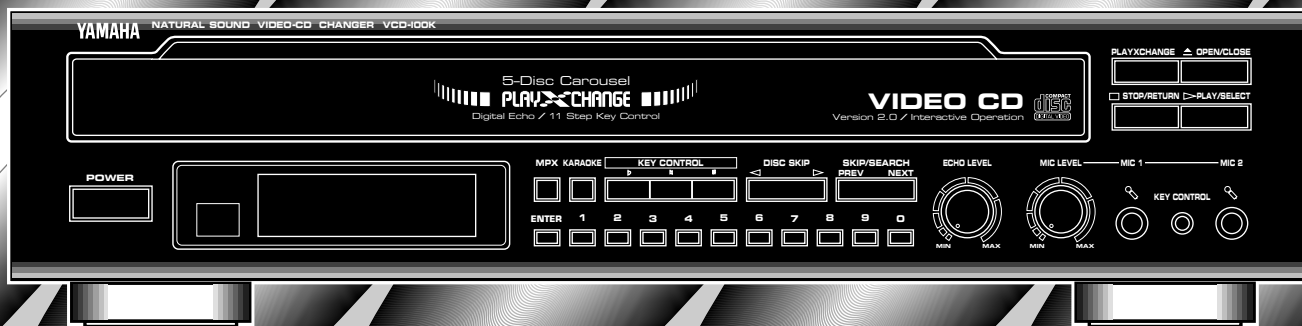 YAMAHA NATURAL SOUND VIDEO-CD CHANGER VCD-100K
5-Disc Carousel
PLAYXCHANGE
Digital Echo / 11 Step Key Control
VIDEO CD
COMPACT
disc
DIGITAL VIDEO
Version 2.0 / Interactive Operation
PLAYXCHANGE OPEN/CLOSE
STOP/RETURN PLAY/SELECT
POWER
MPX KARAOKE KEY CONTROL DISC SKIP SKIP/SEARCH
PREV NEXT
ENTER 1 2 3 4 5 6 7 8 9 0
ECHO LEVEL
MIN MAX
MIC LEVEL MIC 1 MIC 2
KEY CONTROL
MIN MAX